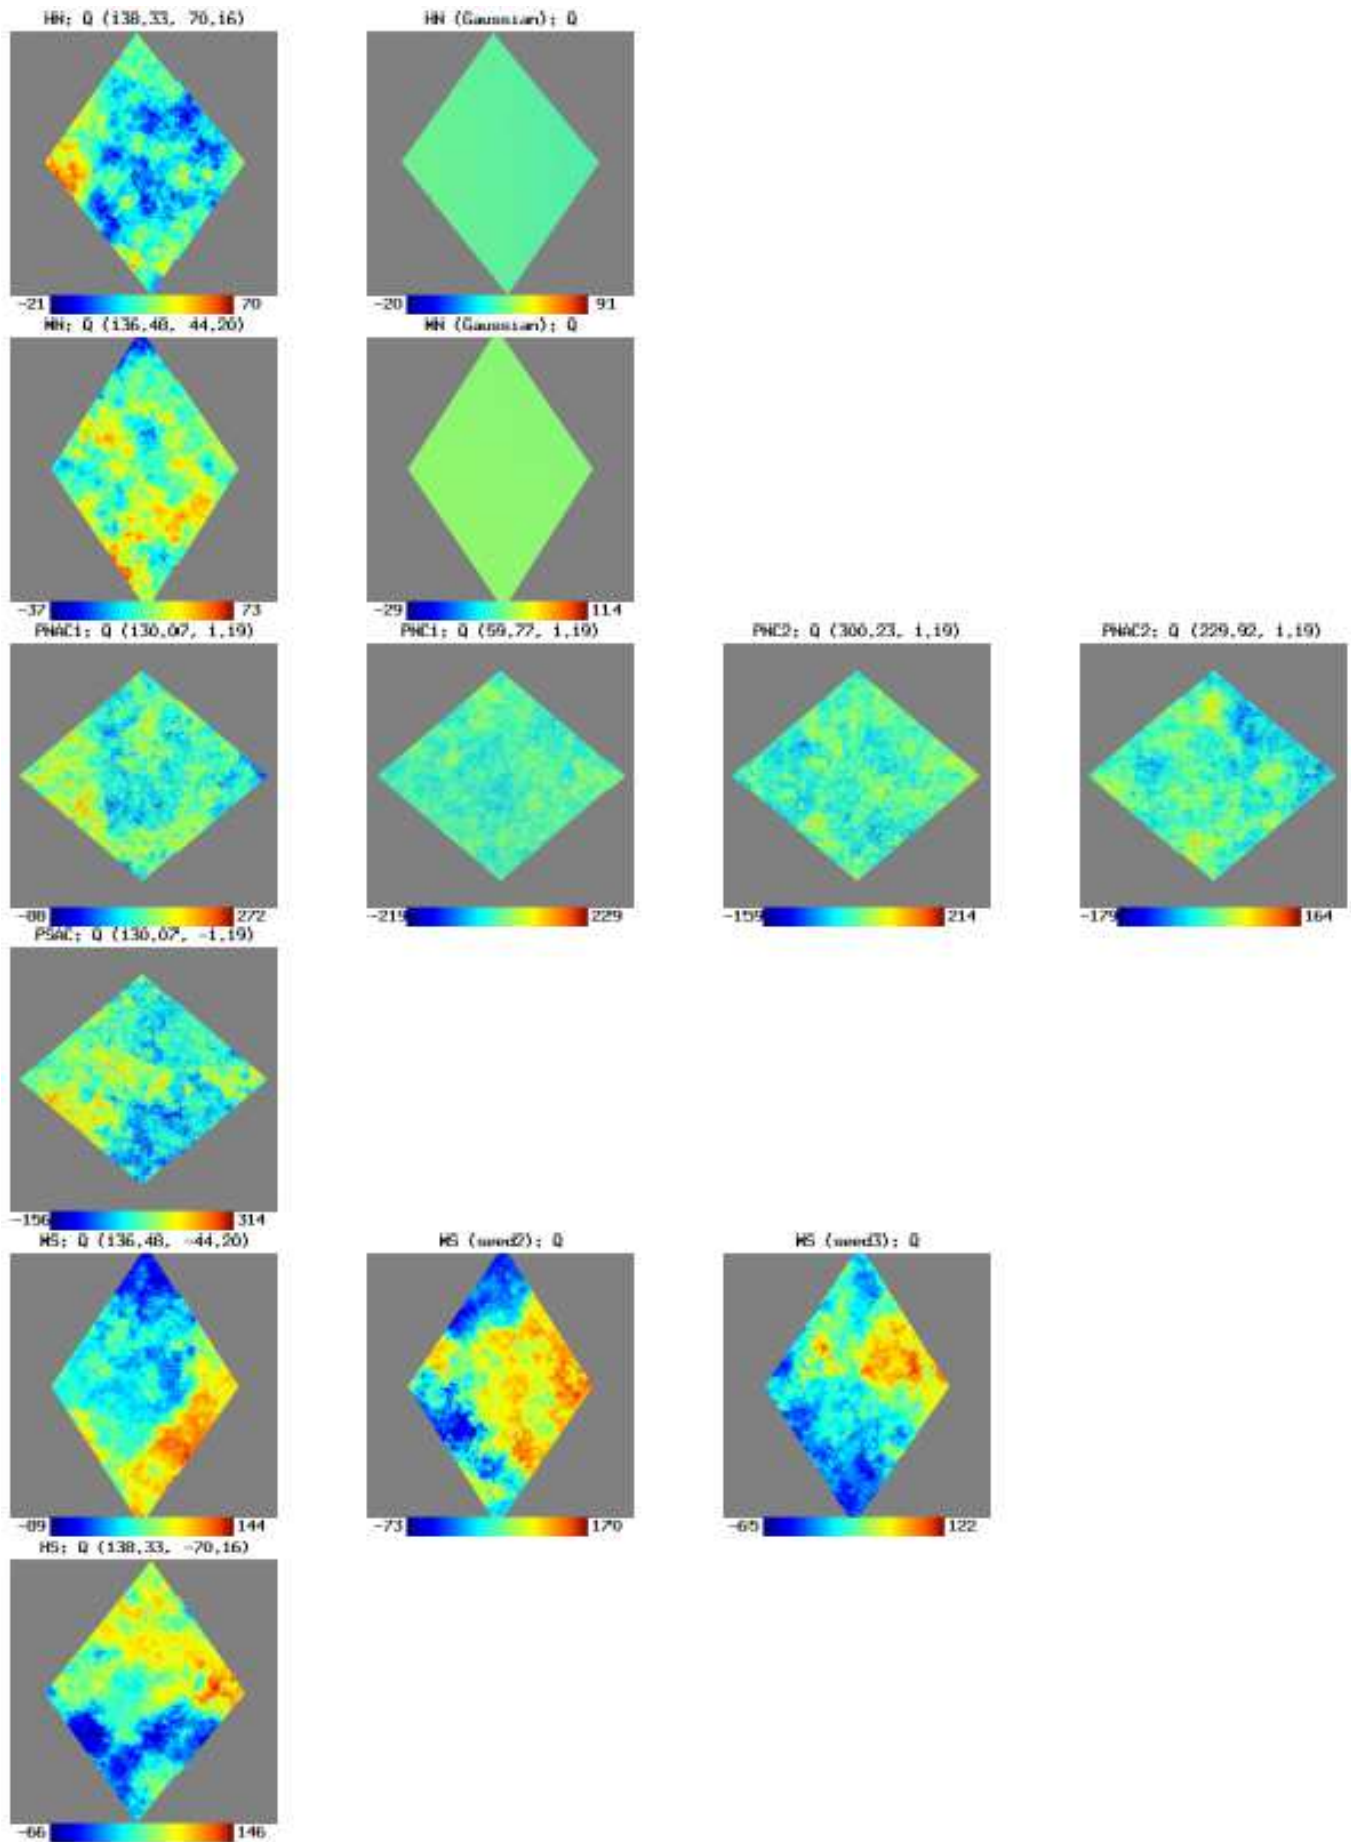 HN: Q (138.33, 70.16) HN (Gaussian): Q
-21 70 -20 91
MN: Q (136.48, 44.20) MN (Gaussian): Q
-37 73 -29 114
PNAC1: Q (130.07, 1.19) PNC1: Q (59.77, 1.19) PNC2: Q (300.23, 1.19) PNAC2: Q (229.92, 1.19)
-88 272 -219 229 -159 214 -179 164
PSAC: Q (130.07, -1.19)
-156 314
MS: Q (136.48, -44.20) MS (seed2): Q MS (seed3): Q
-89 144 -73 170 -65 122
HS: Q (138.33, -70.16)
-66 146